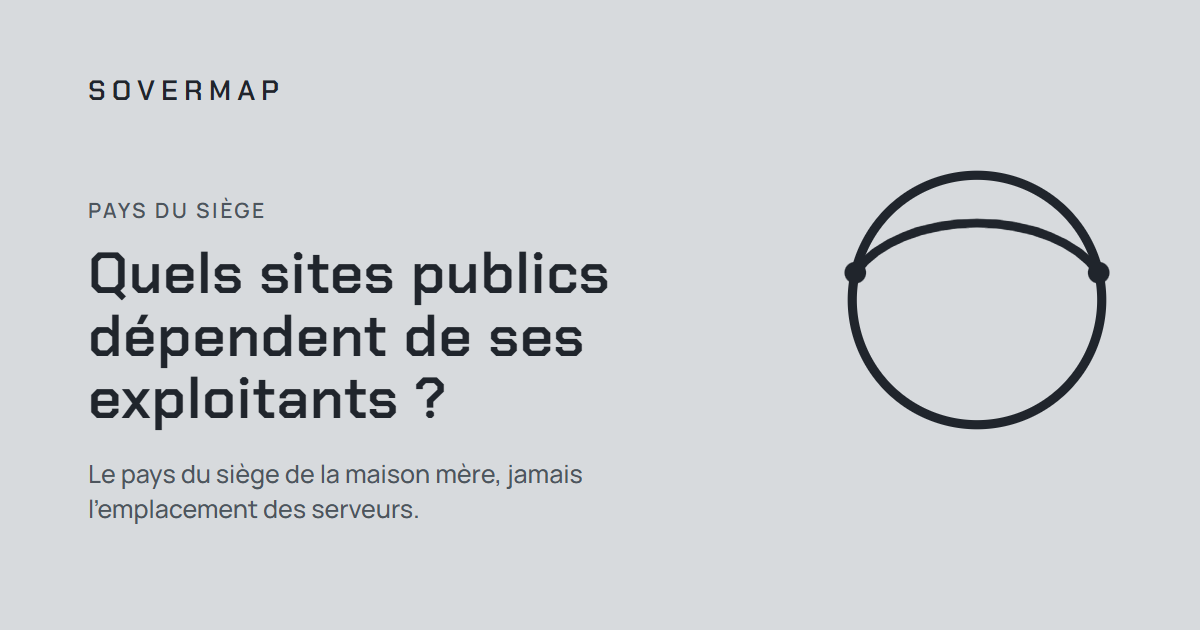 SOVERMAP
PAYS DU SIÈGE
Quels sites publics
dépendent de ses
exploitants ?
Le pays du siège de la maison mère, jamais
l’emplacement des serveurs.